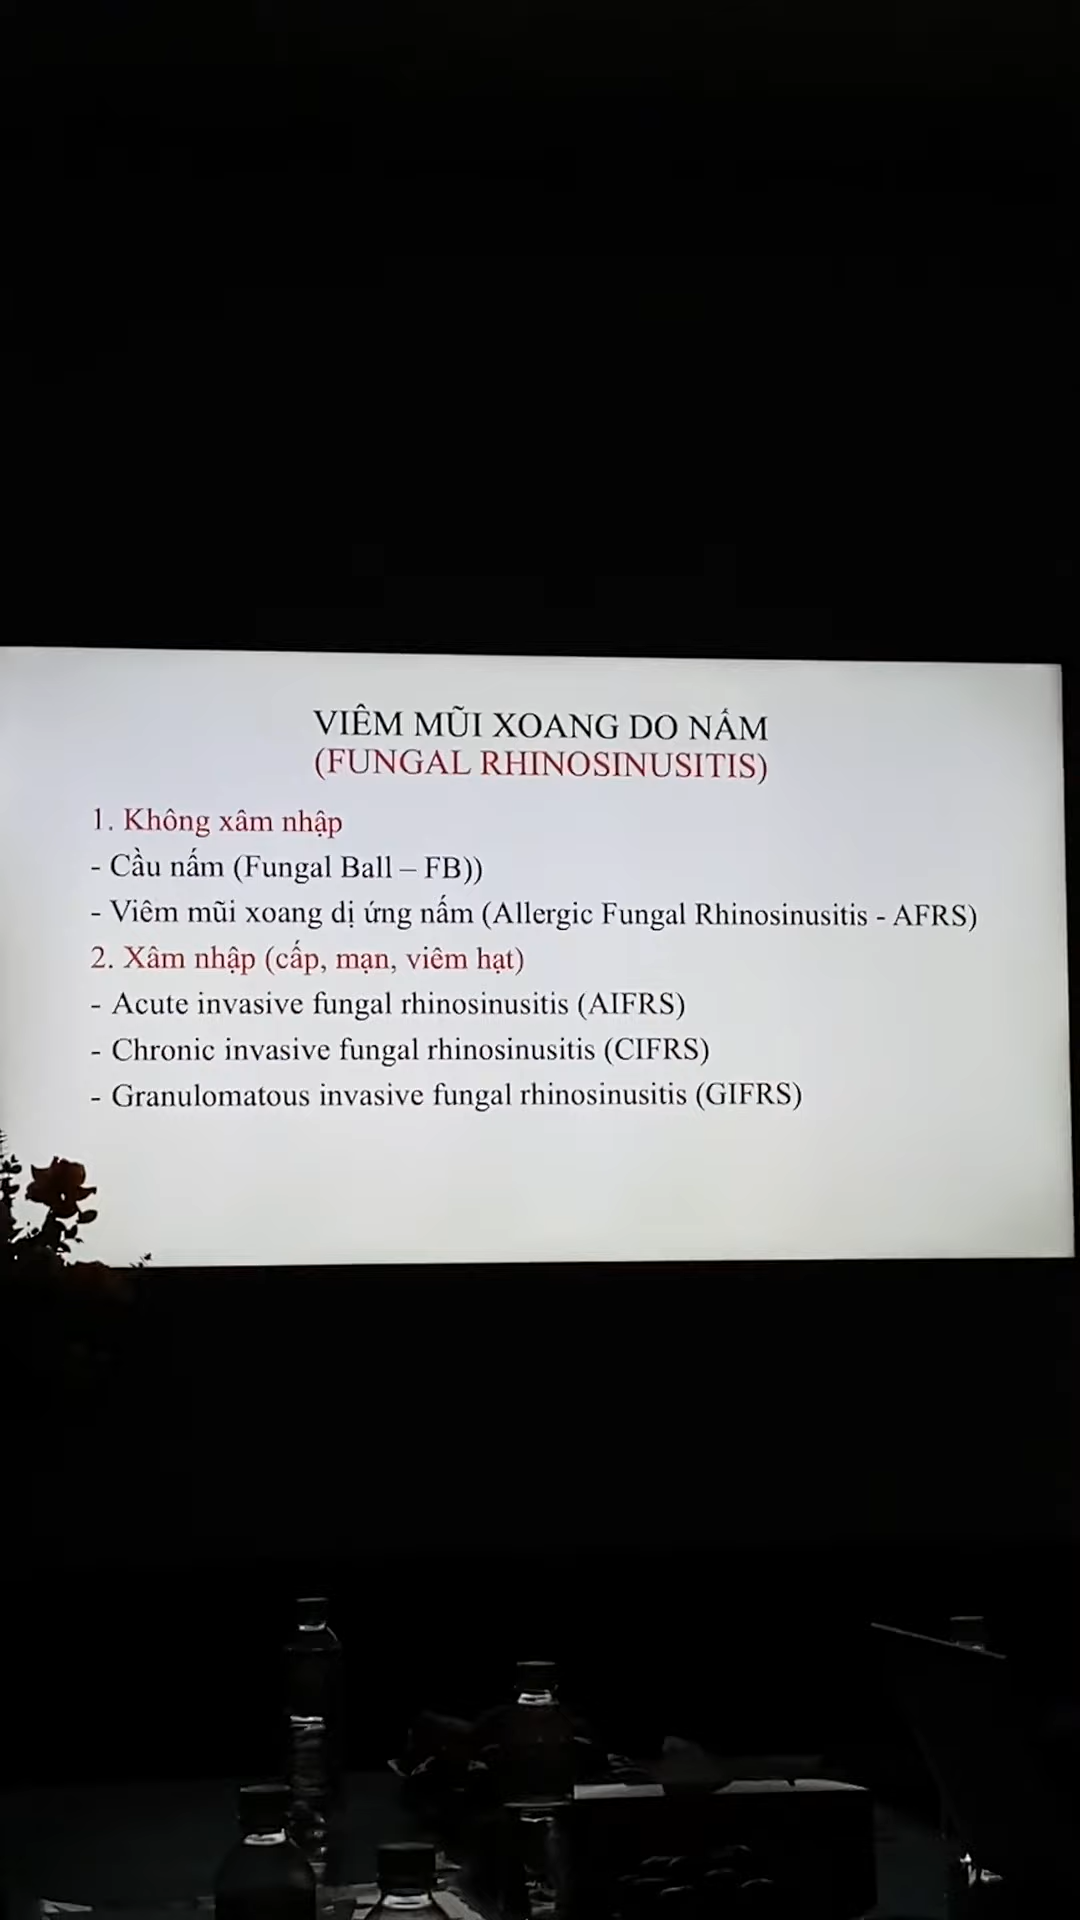 VIÊM MŨI XOANG DO NẤM
(FUNGAL RHINOSINUSITIS)
1. Không xâm nhập
- Cầu nấm (Fungal Ball – FB))
- Viêm mũi xoang dị ứng nấm (Allergic Fungal Rhinosinusitis - AFRS)
2. Xâm nhập (cấp, mạn, viêm hạt)
- Acute invasive fungal rhinosinusitis (AIFRS)
- Chronic invasive fungal rhinosinusitis (CIFRS)
- Granulomatous invasive fungal rhinosinusitis (GIFRS)